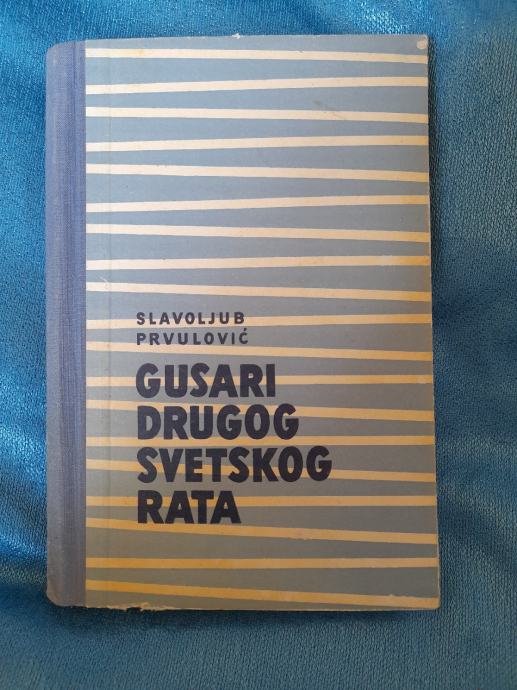 SLAVOLJUB
PRVULOVIĆ
GUSARI
DRUGOG
SVETSKOG
RATA